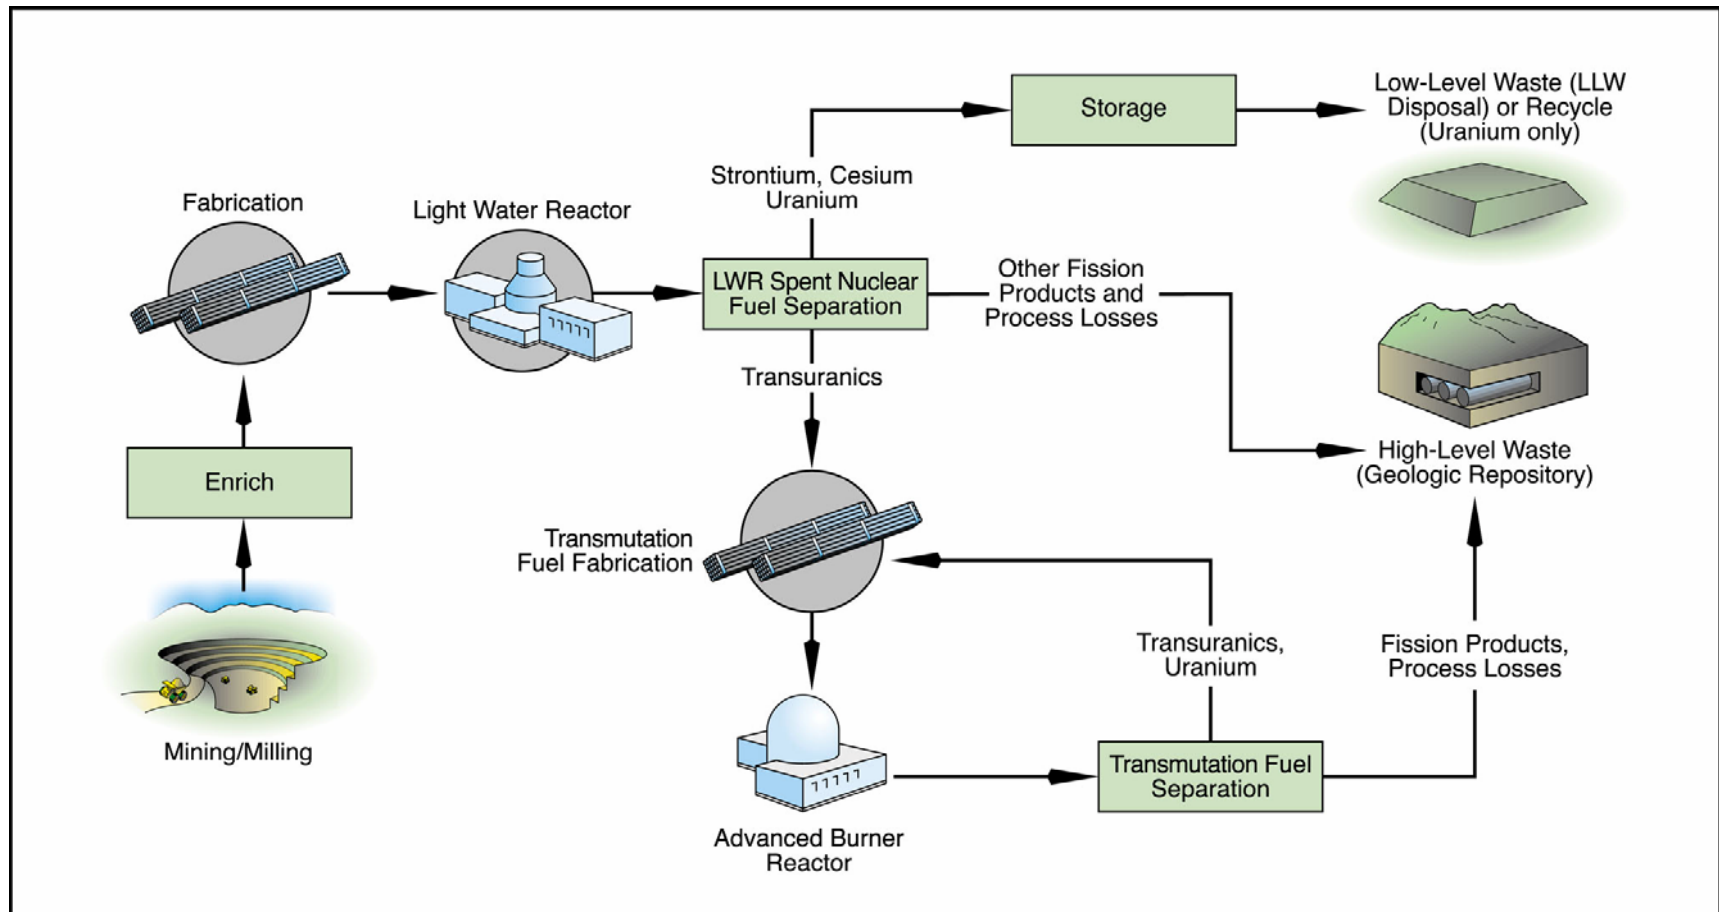 Storage
Low-Level Waste (LLW
Disposal) or Recycle
(Uranium only)
Strontium, Cesium
Uranium
Fabrication
Light Water Reactor
LWR Spent Nuclear
Fuel Separation
Other Fission
Products and
Process Losses
Transuranics
High-Level Waste
(Geologic Repository)
Enrich
Transmutation
Fuel Fabrication
Transuranics,
Uranium
Fission Products,
Process Losses
Mining/Milling
Transmutation Fuel
Separation
Advanced Burner
Reactor